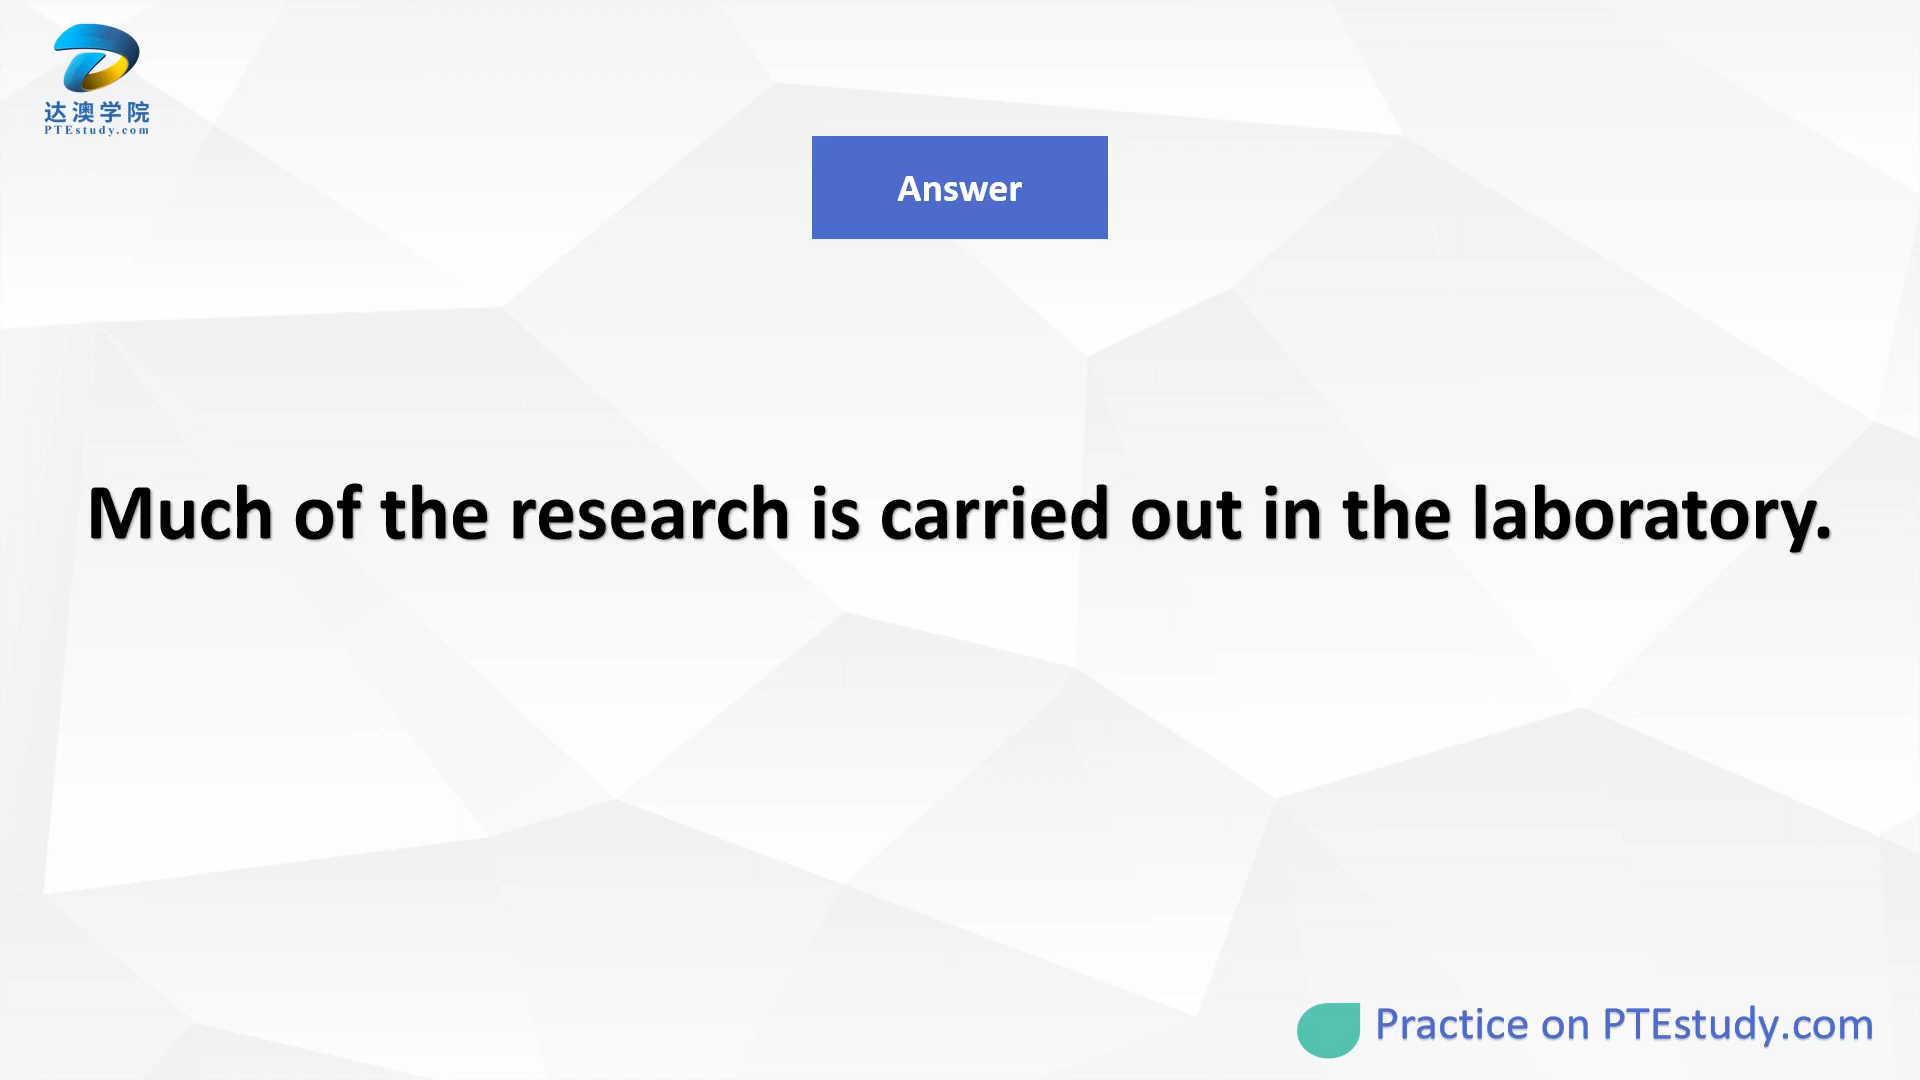 达澳学院
PTEstudy.com
Answer
Much of the research is carried out in the laboratory.
Practice on PTEstudy.com